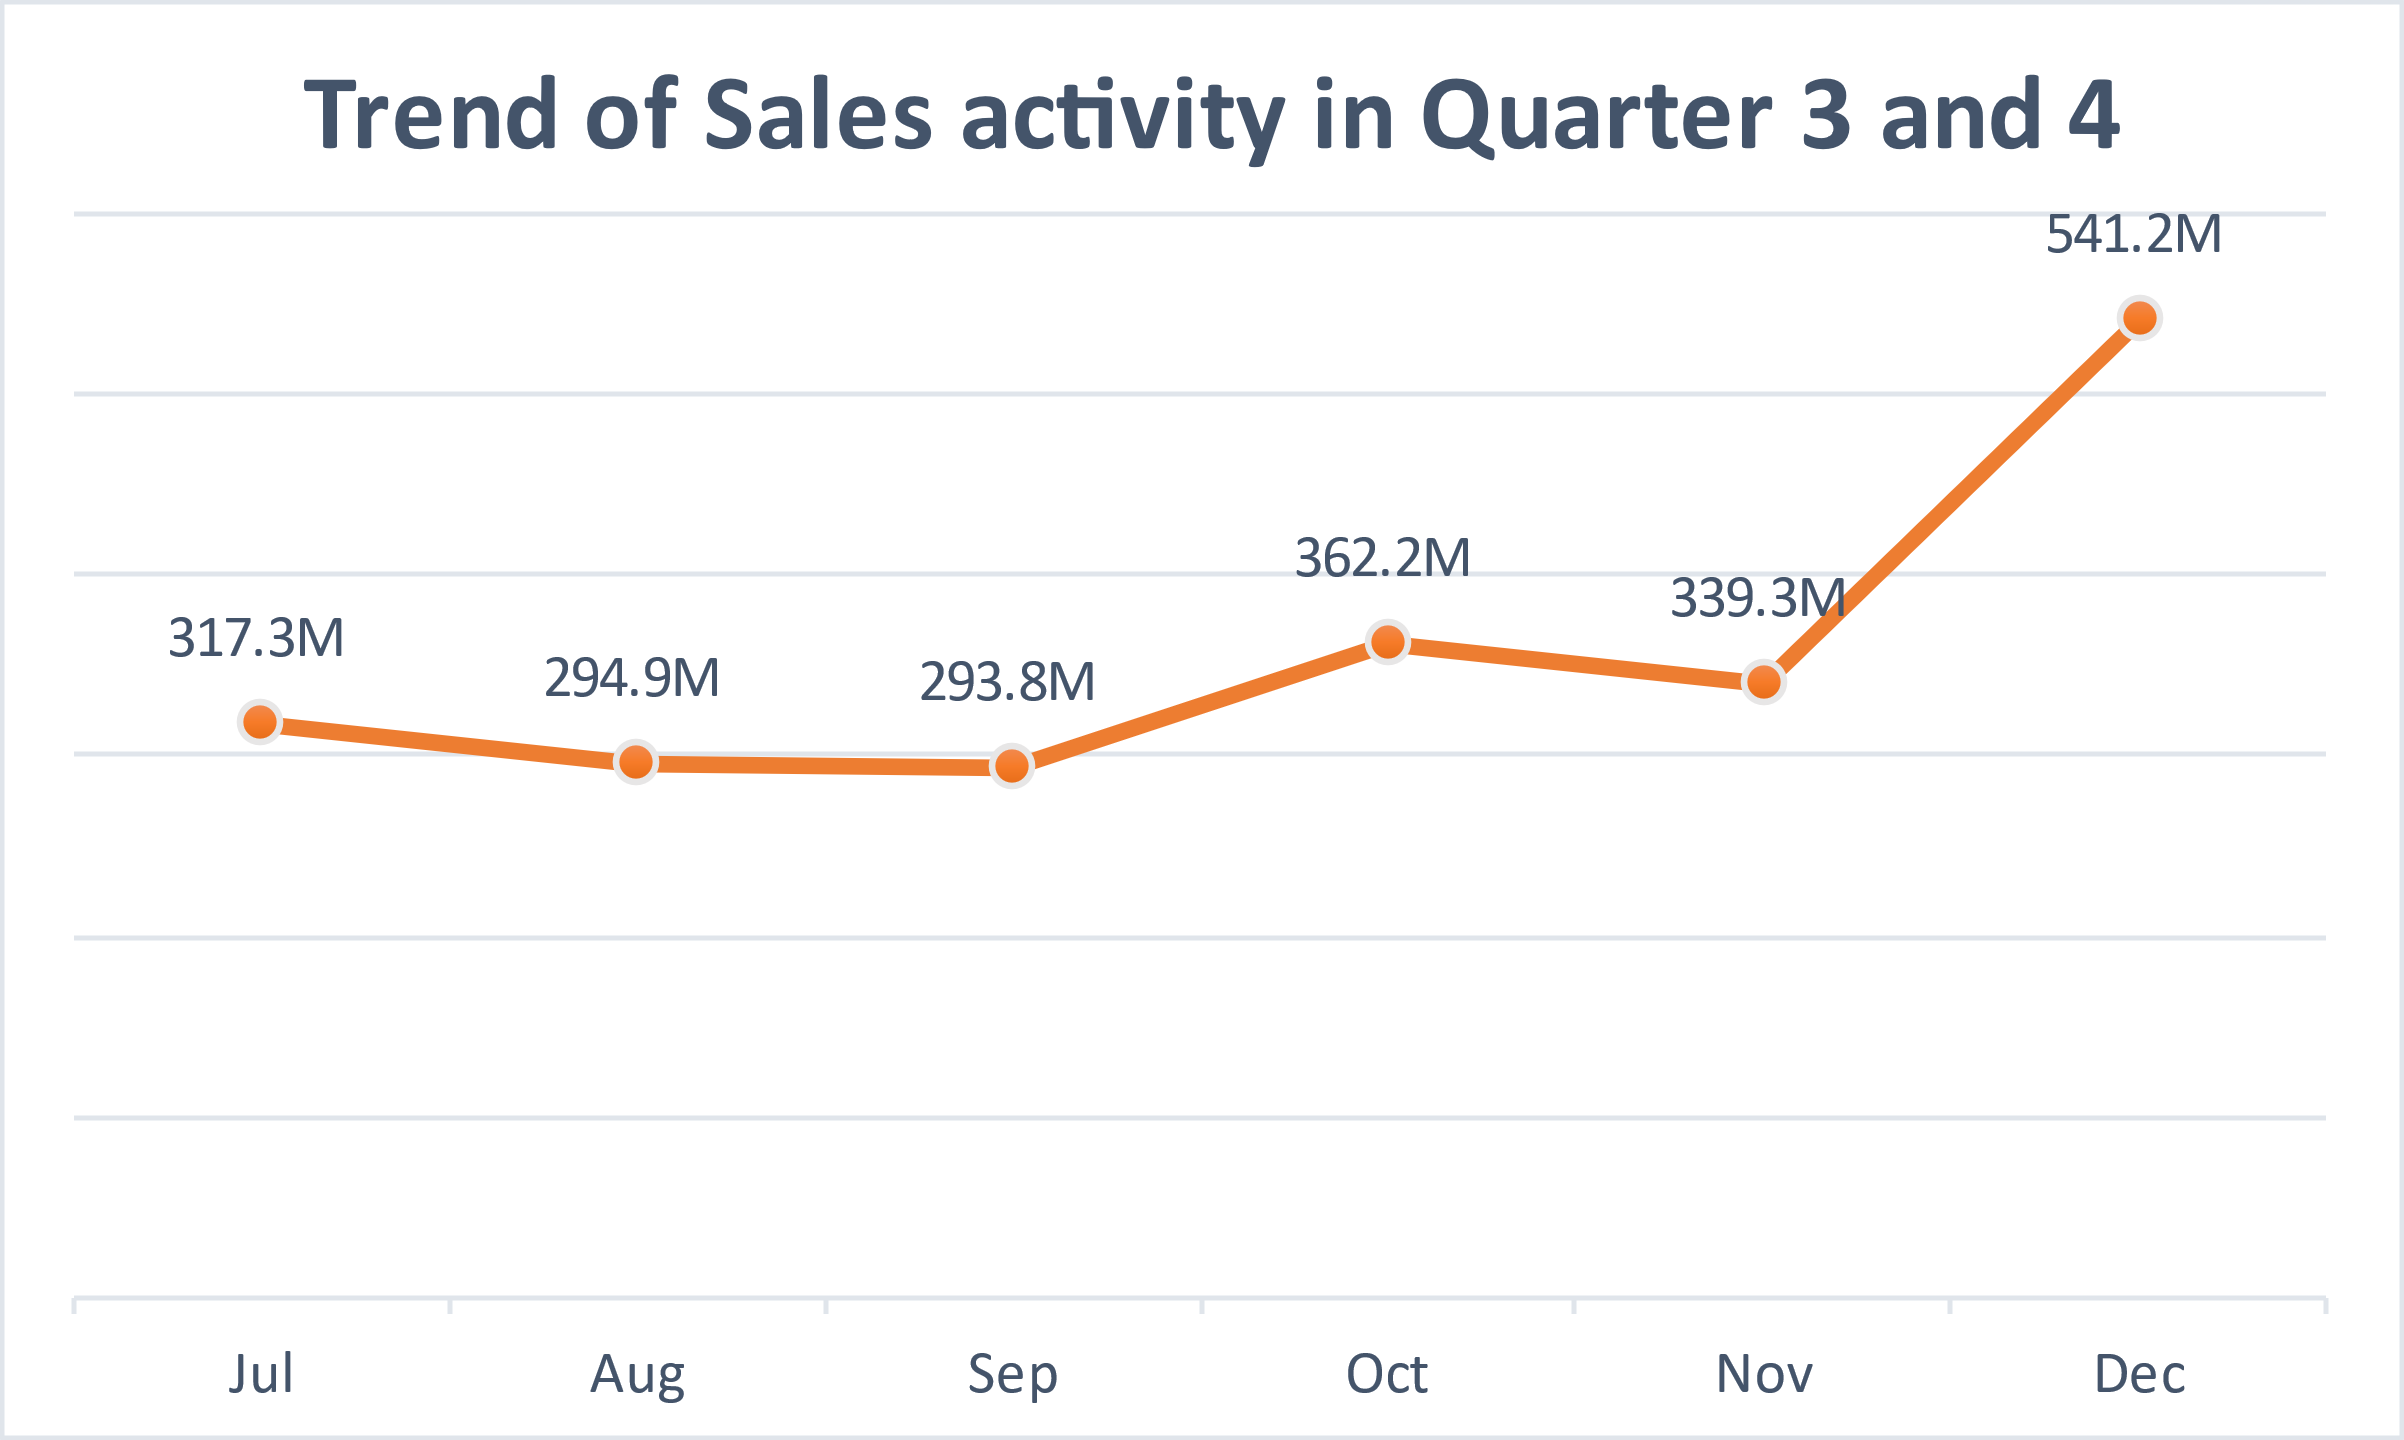 Trend of Sales activity in Quarter 3 and 4
541.2M
362.2M
339.3M
317.3M
294.9M
293.8M
Jul Aug Sep Oct Nov Dec